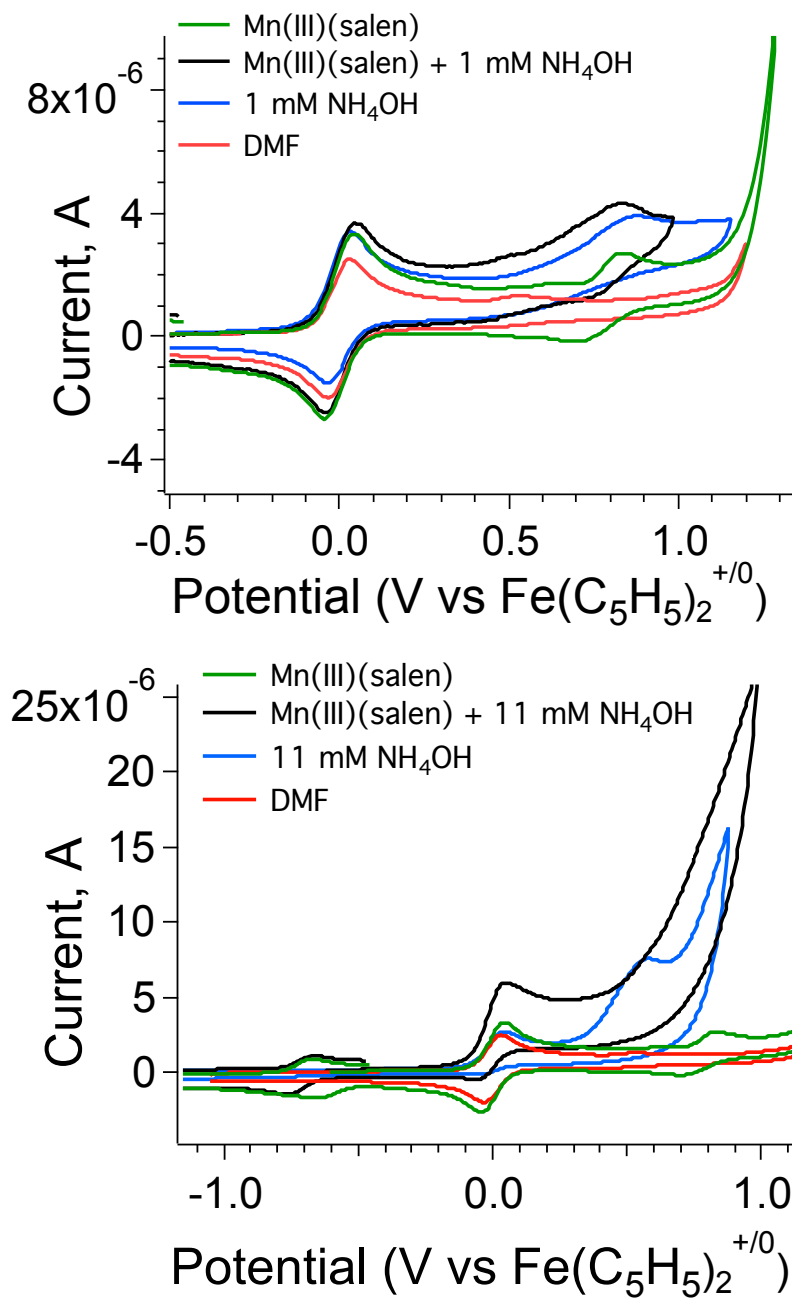 Mn(III)(salen)
Mn(III)(salen) + 1 mM NH₄OH
1 mM NH₄OH
DMF
8x10⁻⁶
4
0
-4
Current, A
-0.5 0.0 0.5 1.0
Potential (V vs Fe(C₅H₅)₂⁺/⁰)
Mn(III)(salen)
Mn(III)(salen) + 11 mM NH₄OH
11 mM NH₄OH
DMF
25x10⁻⁶
20
15
10
5
0
Current, A
-1.0 0.0 1.0
Potential (V vs Fe(C₅H₅)₂⁺/⁰)